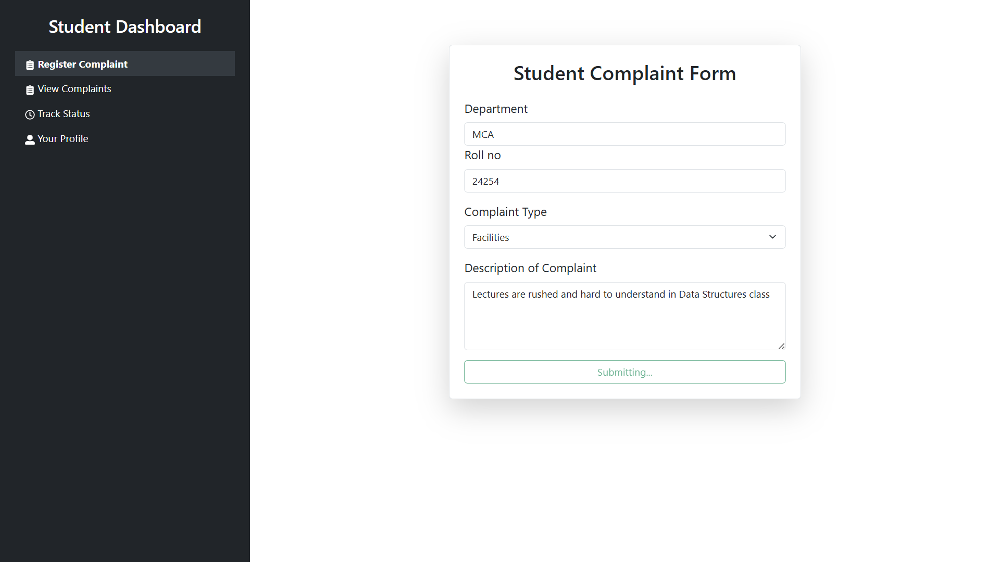 Student Dashboard
Register Complaint
View Complaints
Track Status
Your Profile
Student Complaint Form
Department
MCA
Roll no
24254
Complaint Type
Facilities
Description of Complaint
Lectures are rushed and hard to understand in Data Structures class
Submitting...